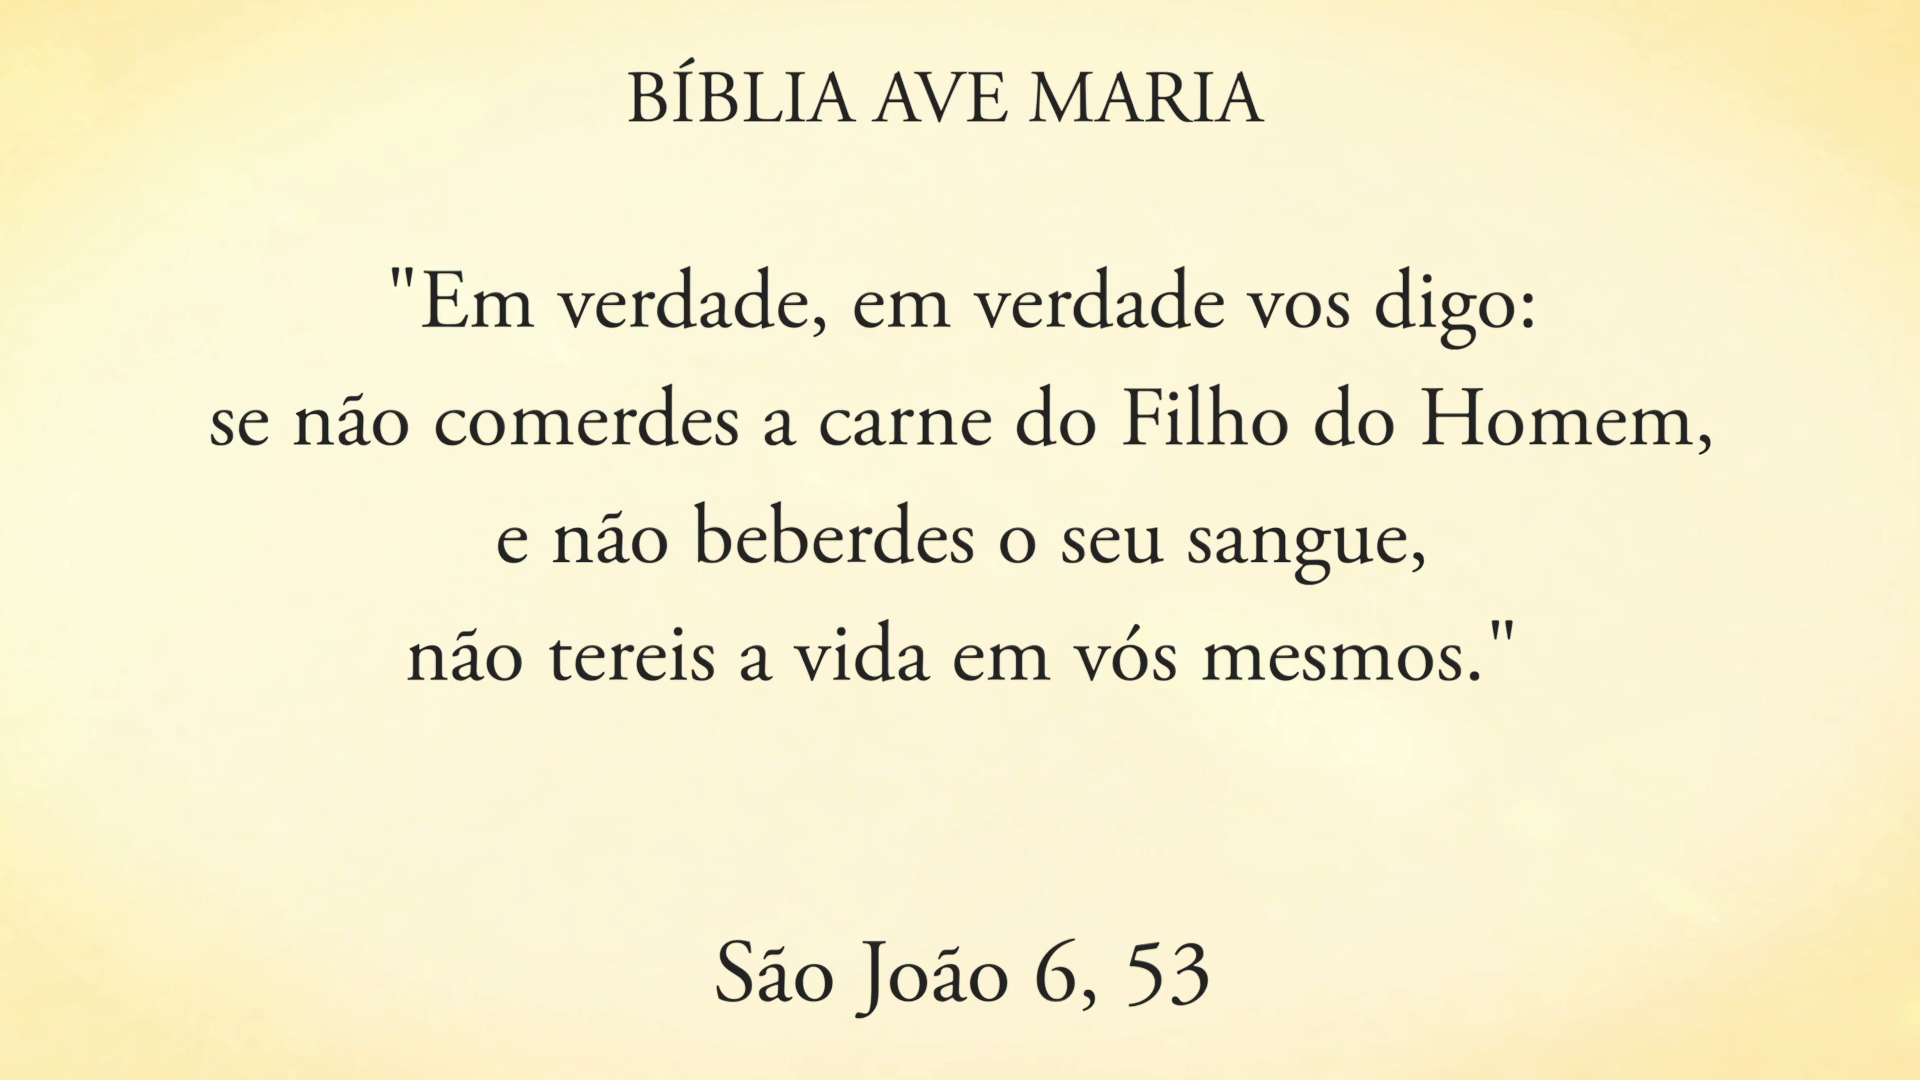 BÍBLIA AVE MARIA
"Em verdade, em verdade vos digo:
se não comerdes a carne do Filho do Homem,
e não beberdes o seu sangue,
não tereis a vida em vós mesmos."
São João 6, 53